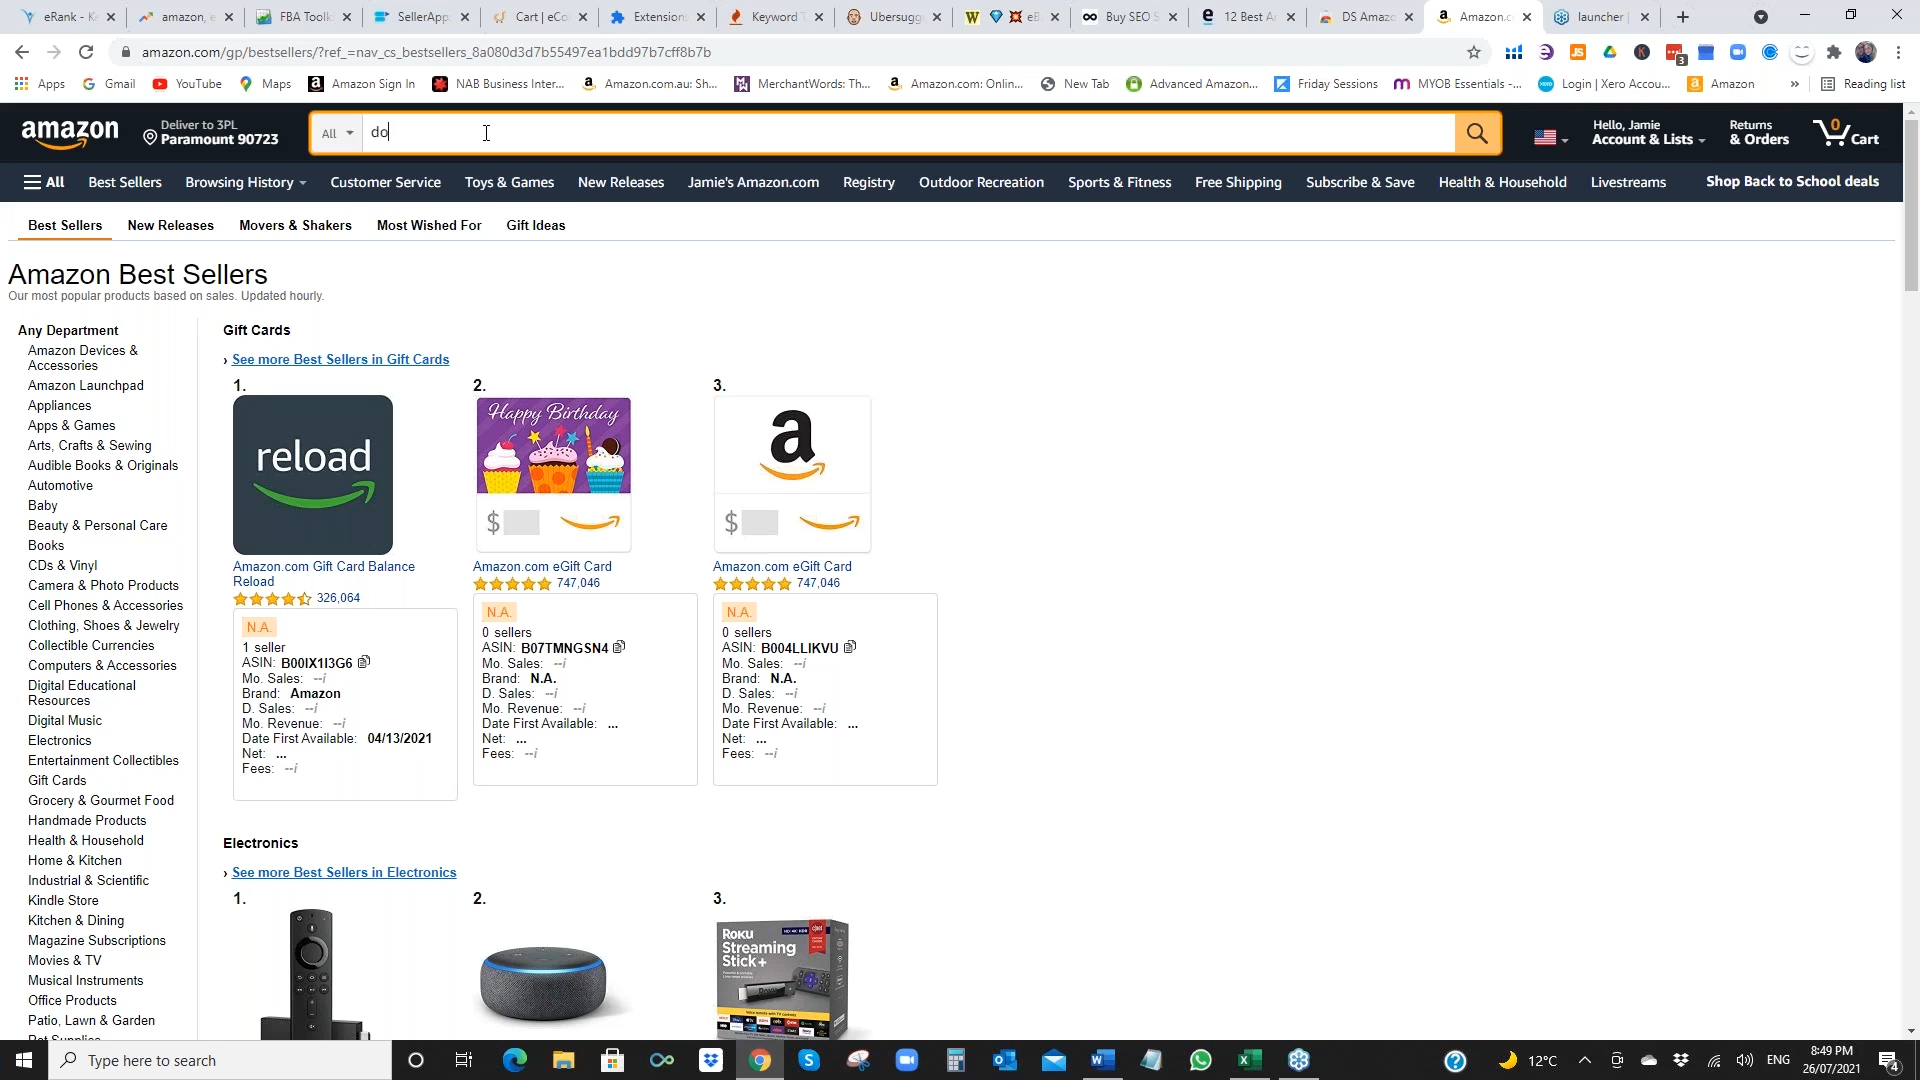 eRank - K
amazon, e
FBA Toolk
SellerApp
Cart | eCo
Extension
Keyword T
Ubersugg
eB
Buy SEO S
12 Best A
DS Amaz
Amazon.c
launcher |
amazon.com/gp/bestsellers/?ref_=nav_cs_bestsellers_8a080d3d7b55497ea1bdd97b7cff8b7b
Apps
Gmail
YouTube
Maps
Amazon Sign In
NAB Business Inter...
Amazon.com.au: Sh...
MerchantWords: Th...
Amazon.com: Onlin...
New Tab
Advanced Amazon...
Friday Sessions
MYOB Essentials -...
Login | Xero Accou...
Amazon
»
Reading list
amazon
Deliver to 3PL
Paramount 90723
All
do
Hello, Jamie
Account & Lists
Returns
& Orders
0
Cart
All
Best Sellers
Browsing History
Customer Service
Toys & Games
New Releases
Jamie's Amazon.com
Registry
Outdoor Recreation
Sports & Fitness
Free Shipping
Subscribe & Save
Health & Household
Livestreams
Shop Back to School deals
Best Sellers
New Releases
Movers & Shakers
Most Wished For
Gift Ideas
Amazon Best Sellers
Our most popular products based on sales. Updated hourly.
Any Department
Amazon Devices &
Accessories
Amazon Launchpad
Appliances
Apps & Games
Arts, Crafts & Sewing
Audible Books & Originals
Automotive
Baby
Beauty & Personal Care
Books
CDs & Vinyl
Camera & Photo Products
Cell Phones & Accessories
Clothing, Shoes & Jewelry
Collectible Currencies
Computers & Accessories
Digital Educational
Resources
Digital Music
Electronics
Entertainment Collectibles
Gift Cards
Grocery & Gourmet Food
Handmade Products
Health & Household
Home & Kitchen
Industrial & Scientific
Kindle Store
Kitchen & Dining
Magazine Subscriptions
Movies & TV
Musical Instruments
Office Products
Patio, Lawn & Garden
Pet Supplies
Gift Cards
› See more Best Sellers in Gift Cards
1.
reload
Amazon.com Gift Card Balance
Reload
326,064
N.A.
1 seller
ASIN: B00IX1I3G6
Mo. Sales: --i
Brand: Amazon
D. Sales: --i
Mo. Revenue: --i
Date First Available: 04/13/2021
Net: ...
Fees: --i
2.
Happy Birthday
$
Amazon.com eGift Card
747,046
N.A.
0 sellers
ASIN: B07TMNGSN4
Mo. Sales: --i
Brand: N.A.
D. Sales: --i
Mo. Revenue: --i
Date First Available: ...
Net: ...
Fees: --i
3.
a
$
Amazon.com eGift Card
747,046
N.A.
0 sellers
ASIN: B004LLIKVU
Mo. Sales: --i
Brand: N.A.
D. Sales: --i
Mo. Revenue: --i
Date First Available: ...
Net: ...
Fees: --i
Electronics
› See more Best Sellers in Electronics
1.
2.
3.
Roku
Streaming
Stick+
Type here to search
12°C
ENG
8:49 PM
26/07/2021
4